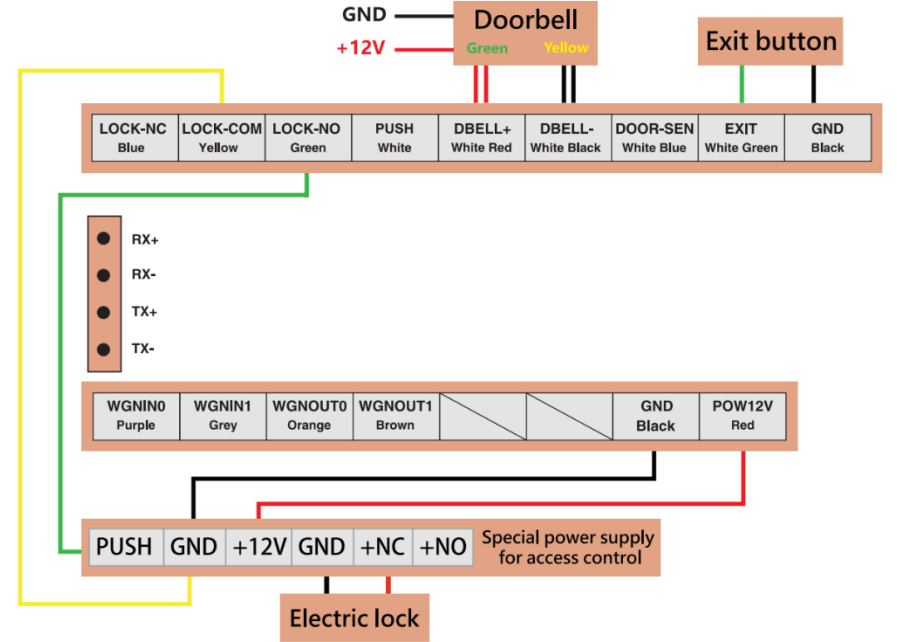 GND
Doorbell
+12V
Green Yellow
Exit button
LOCK-NC LOCK-COM LOCK-NO PUSH DBELL+ DBELL- DOOR-SEN EXIT GND
Blue Yellow Green White White Red White Black White Blue White Green Black
RX+
RX-
TX+
TX-
WGNIN0 WGNIN1 WGNOUT0 WGNOUT1 GND POW12V
Purple Grey Orange Brown Black Red
PUSH GND +12V GND +NC +NO
Special power supply
for access control
Electric lock